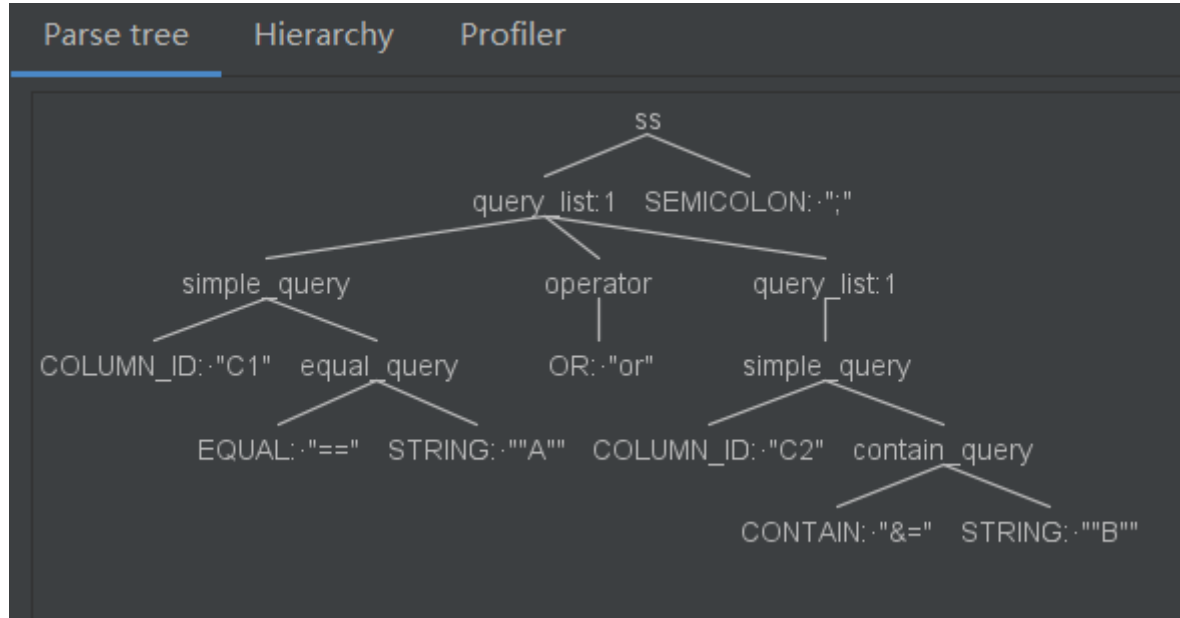 Parse tree Hierarchy Profiler
ss
query_list:1 SEMICOLON:·";"
simple_query operator query_list:1
COLUMN_ID:·"C1" equal_query OR:·"or" simple_query
EQUAL:·"==" STRING:·""A"" COLUMN_ID:·"C2" contain_query
CONTAIN:·"&=" STRING:·""B""